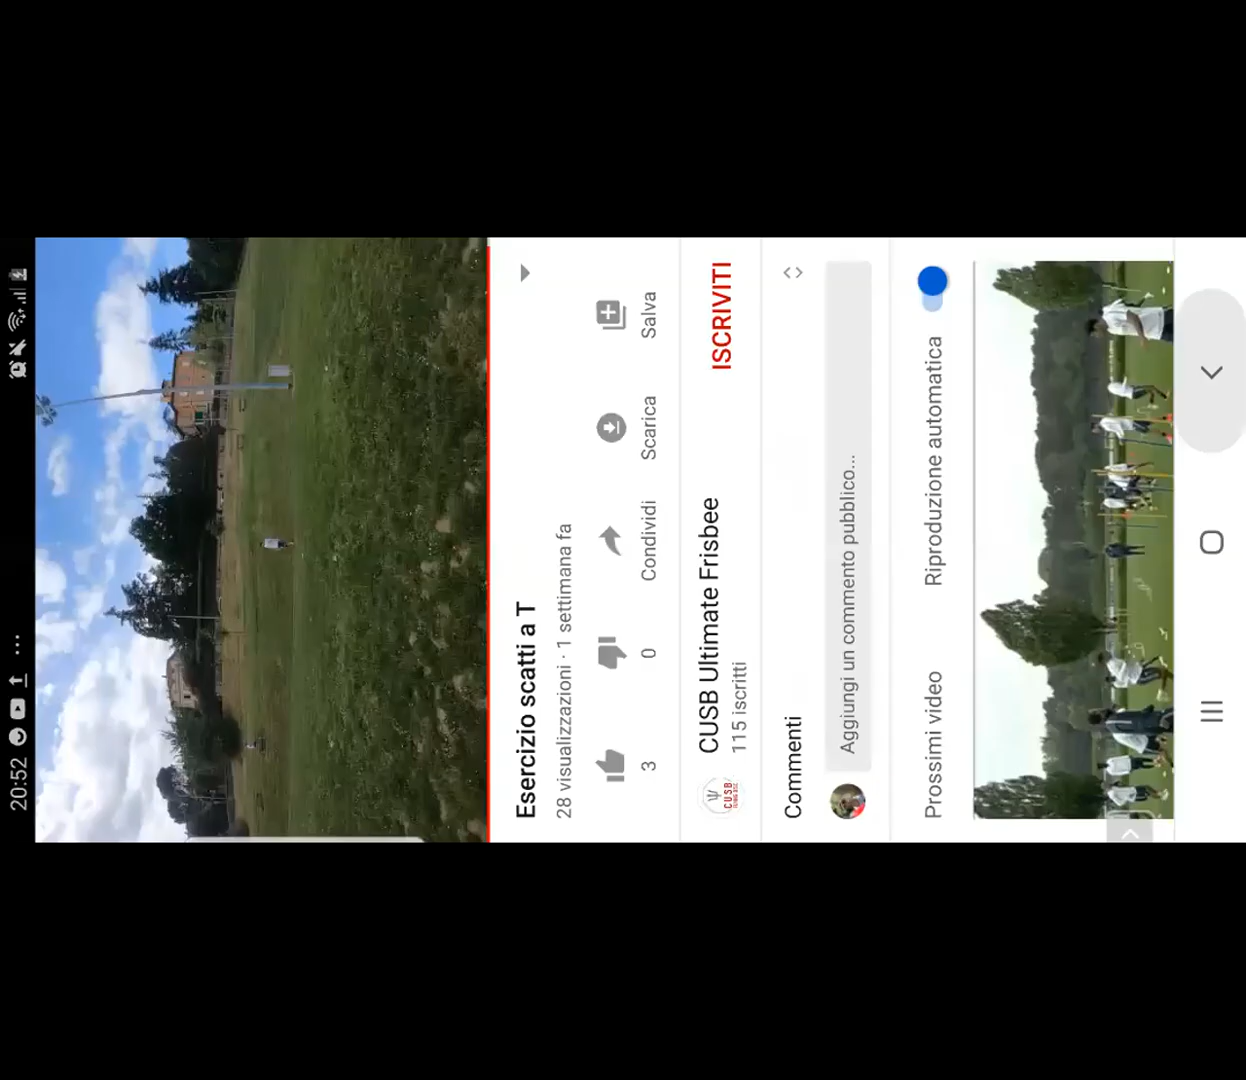 20:52
Esercizio scatti a T
28 visualizzazioni · 1 settimana fa
3
0
Condividi
Scarica
Salva
CUSB Ultimate Frisbee
115 iscritti
ISCRIVITI
CUSB
Commenti
Aggiungi un commento pubblico...
Prossimi video
Riproduzione automatica